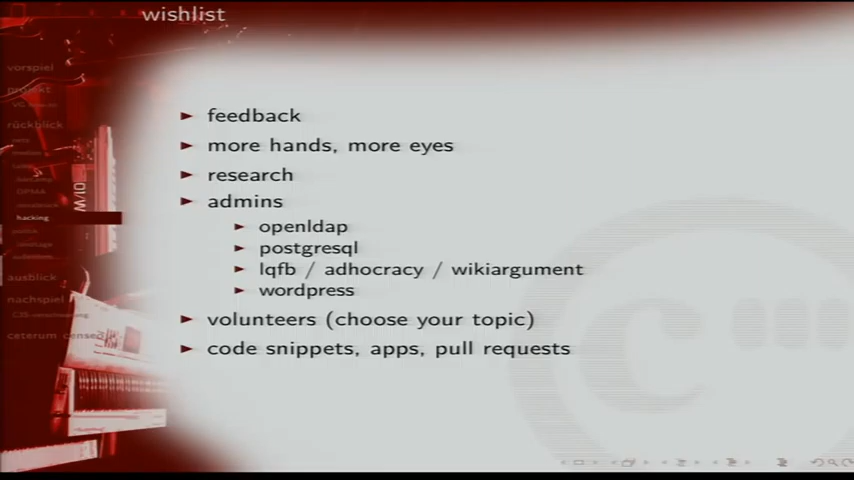 wishlist
vorspiel
projekt
rückblick
hacking
ausblick
nachspiel
ceterum censeo
feedback
more hands, more eyes
research
admins
openldap
postgresql
lqfb / adhocracy / wikiargument
wordpress
volunteers (choose your topic)
code snippets, apps, pull requests